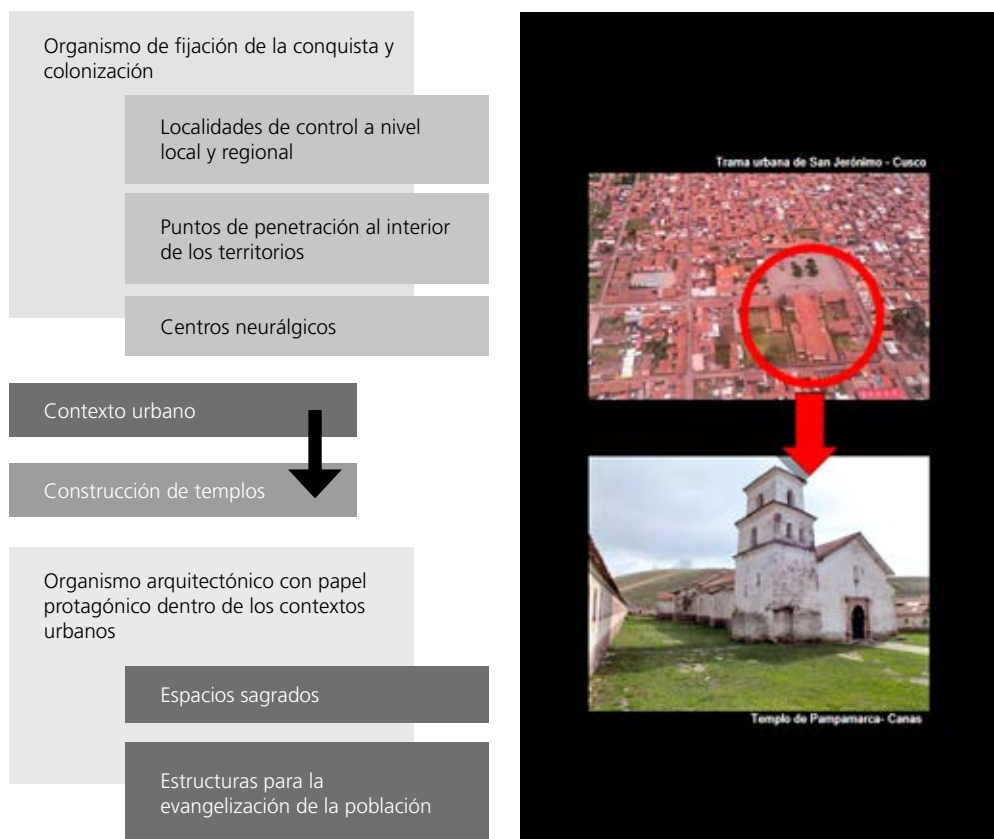 Organismo de fijación de la conquista y
colonización
Localidades de control a nivel
local y regional
Puntos de penetración al interior
de los territorios
Centros neurálgicos
Contexto urbano
Construcción de templos
Organismo arquitectónico con papel
protagónico dentro de los contextos
urbanos
Espacios sagrados
Estructuras para la
evangelización de la población
Trama urbana de San Jerónimo - Cusco
Templo de Pampamarca- Canas